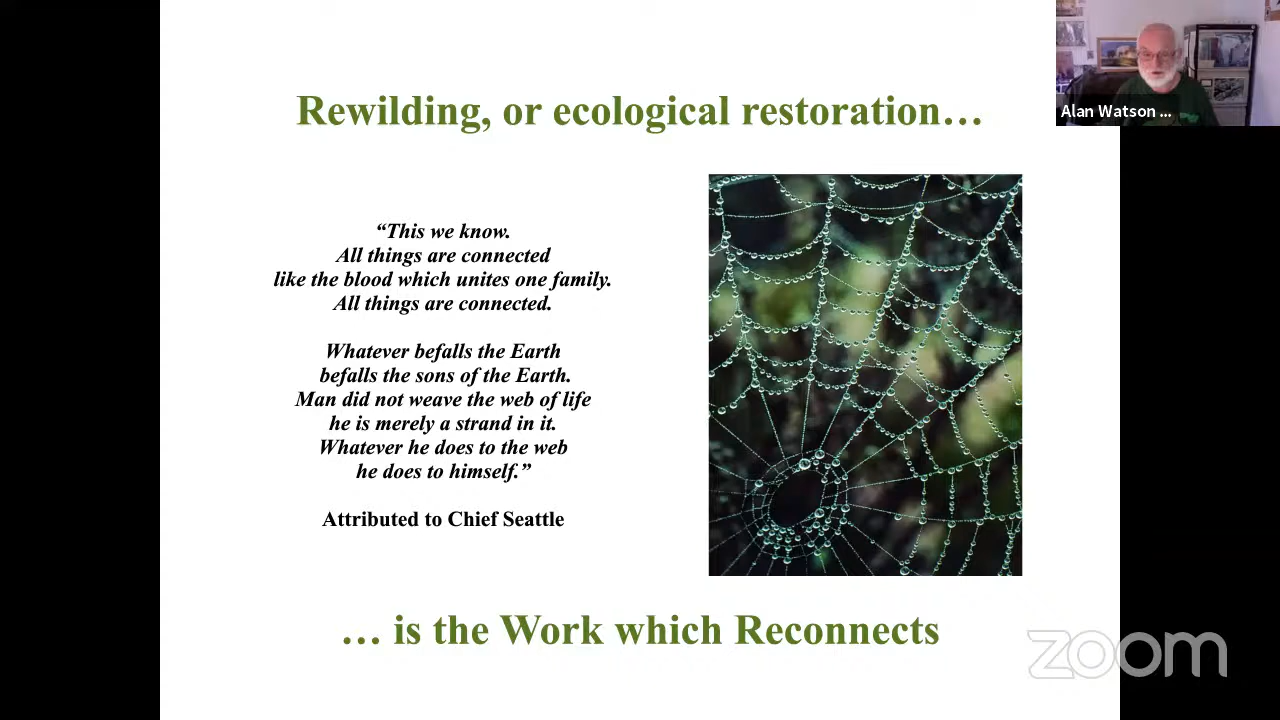 Rewilding, or ecological restoration…
Alan Watson ...
“This we know.
All things are connected
like the blood which unites one family.
All things are connected.
Whatever befalls the Earth
befalls the sons of the Earth.
Man did not weave the web of life
he is merely a strand in it.
Whatever he does to the web
he does to himself.”
Attributed to Chief Seattle
… is the Work which Reconnects
zoom